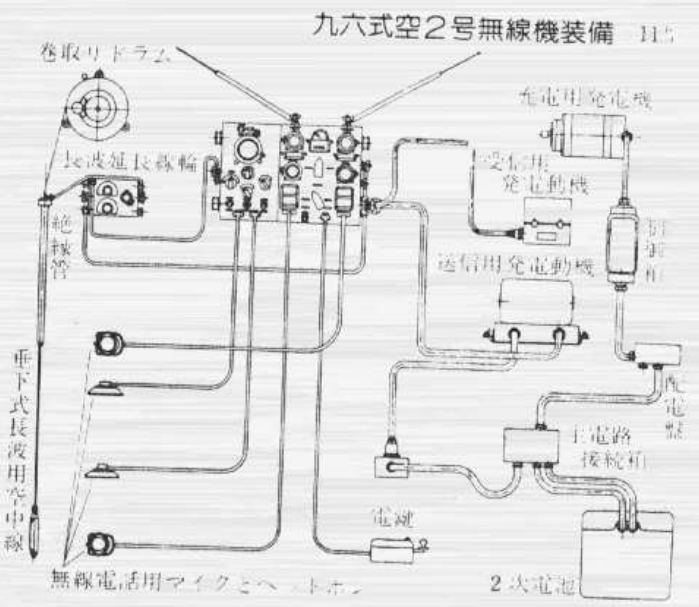 九六式空2号無線機装備
巻取リドラム
充電用発電機
長波延長線輪
受信用
発電動機
絶縁管
制御箱
送信用発電動機
垂下式長波用空中線
配電盤
主電路
接続箱
電鍵
無線電話用マイクとヘッドホン
2次電池